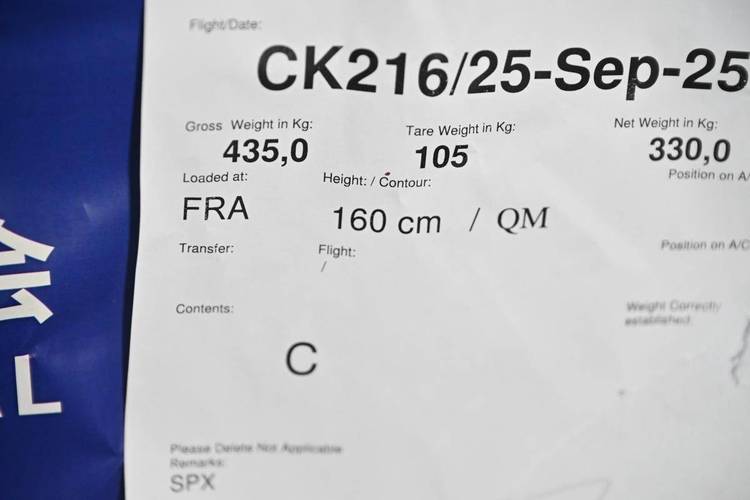 Flight/Date:
CK216/25-Sep-25
Gross Weight in Kg: Tare Weight in Kg: Net Weight in Kg:
435,0 105 330,0
Loaded at: Height: / Contour: Position on A/
FRA 160 cm / QM
Transfer: Flight: Position on A/C
/
Contents: Weight Correctly
established:
C
Please Delete Not Applicable
Remarks:
SPX
L